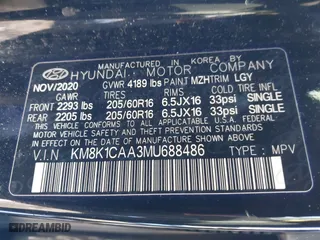 MANUFACTURED IN KOREA BY
HYUNDAI MOTOR COMPANY
NOV/2020 GVWR 4189 lbs PAINT MZH TRIM LGY
GAWR TIRES RIMS COLD TIRE INF.
FRONT 2293 lbs 205/60R16 6.5JX16 33psi SINGLE
REAR 2205 lbs 205/60R16 6.5JX16 33psi SINGLE
THIS VEHICLE CONFORMS TO ALL APPLICABLE FEDERAL
MOTOR VEHICLE SAFETY, BUMPER, AND THEFT PREVENTION
STANDARDS IN EFFECT ON THE DATE OF MANUFACTURE SHOWN ABOVE.
V.I.N KM8K1CAA3MU688486 TYPE : MPV
DREAMBID